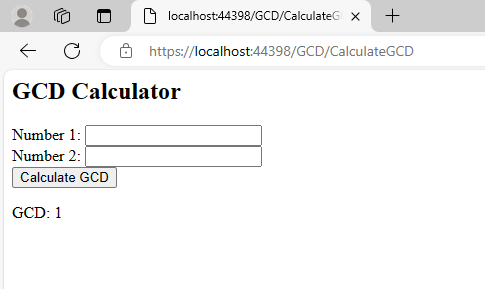 localhost:44398/GCD/CalculateG
https://localhost:44398/GCD/CalculateGCD
GCD Calculator
Number 1:
Number 2:
Calculate GCD
GCD: 1